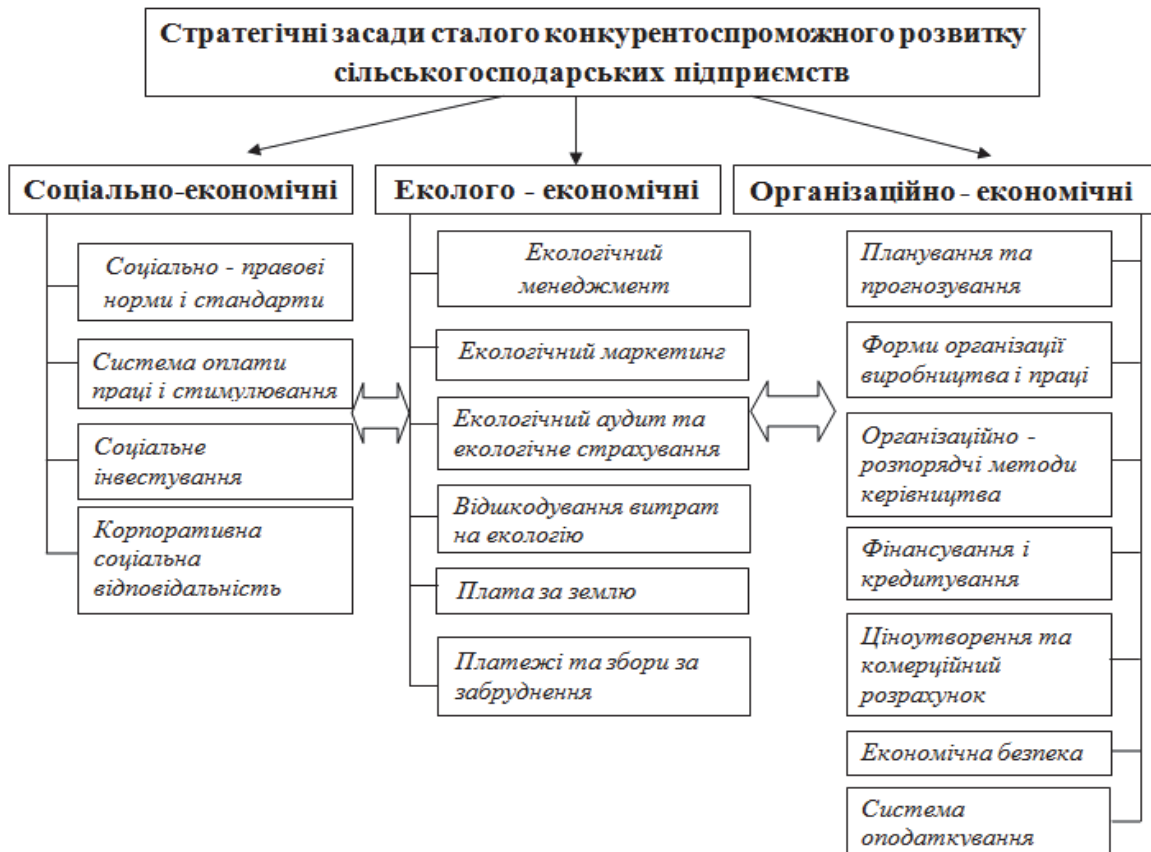 Стратегічні засади сталого конкурентоспроможного розвитку
сільськогосподарських підприємств
Соціально-економічні
Соціально - правові
норми і стандарти
Система оплати
праці і стимулювання
Соціальне
інвестування
Корпоративна
соціальна
відповідальність
Еколого - економічні
Екологічний
менеджмент
Екологічний маркетинг
Екологічний аудит та
екологічне страхування
Відшкодування витрат
на екологію
Плата за землю
Платежі та збори за
забруднення
Організаційно - економічні
Планування та
прогнозування
Форми організації
виробництва і праці
Організаційно -
розпорядчі методи
керівництва
Фінансування і
кредитування
Ціноутворення та
комерційний
розрахунок
Економічна безпека
Система
оподаткування